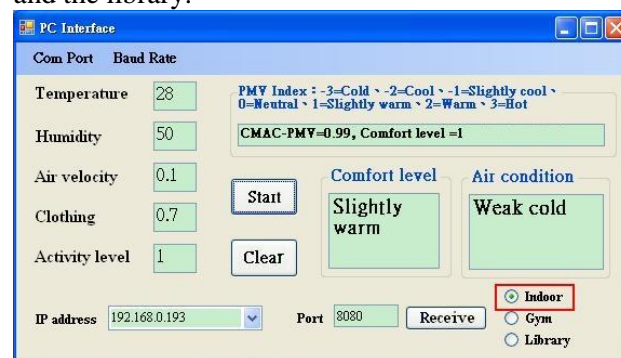 and the library.
PC Interface
Com Port Baud Rate
Temperature 28
PMV Index：-3=Cold、-2=Cool、-1=Slightly cool、
0=Neutral、1=Slightly warm、2=Warm、3=Hot
Humidity 50
CMAC-PMV=0.99, Comfort level =1
Air velocity 0.1
Start
Comfort level
Air condition
Slightly
warm
Weak cold
Clothing 0.7
Activity level 1
Clear
Indoor
IP address 192.168.0.193
Port 8080
Receive
Gym
Library